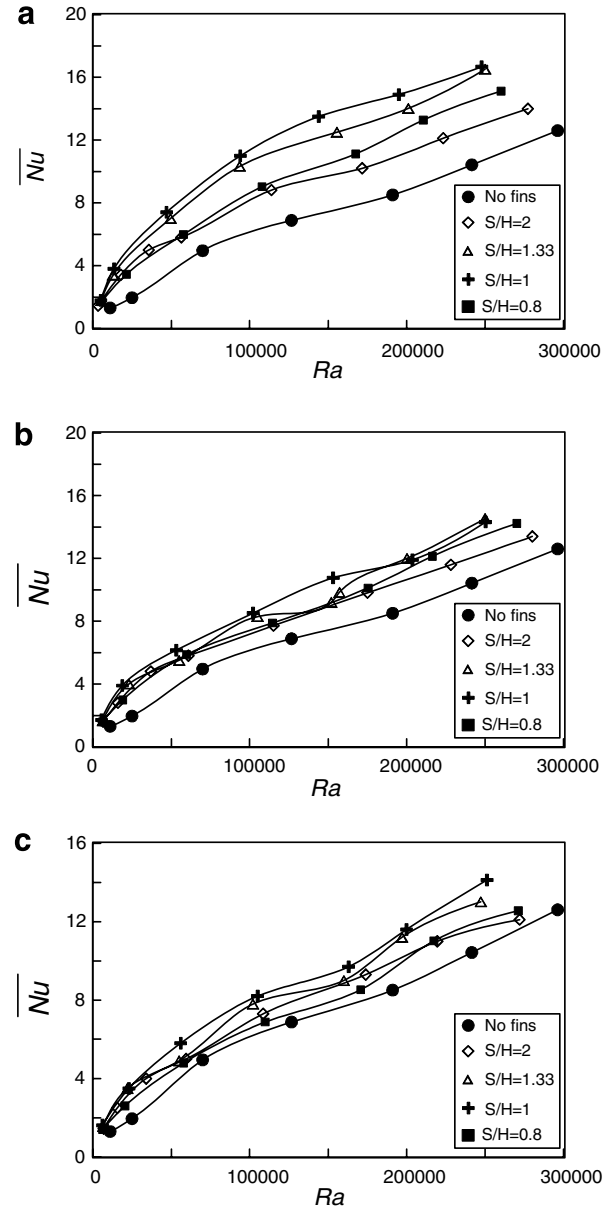 a
20
16
12
8
4
0
Nu
0 100000 200000 300000
Ra
No fins
S/H=2
S/H=1.33
S/H=1
S/H=0.8
b
20
16
12
8
4
0
Nu
0 100000 200000 300000
Ra
No fins
S/H=2
S/H=1.33
S/H=1
S/H=0.8
c
16
12
8
4
0
Nu
0 100000 200000 300000
Ra
No fins
S/H=2
S/H=1.33
S/H=1
S/H=0.8